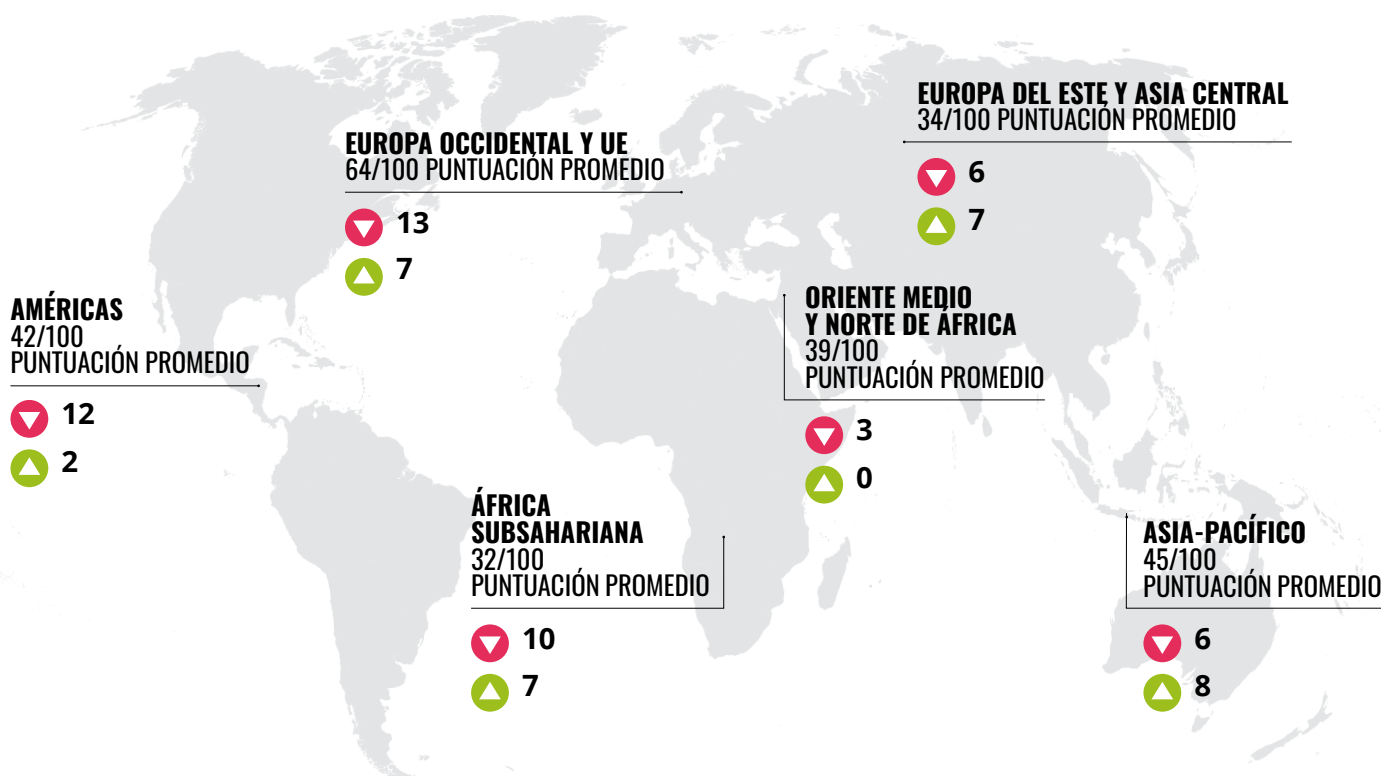 EUROPA DEL ESTE Y ASIA CENTRAL
34/100 PUNTUACIÓN PROMEDIO
6
7
EUROPA OCCIDENTAL Y UE
64/100 PUNTUACIÓN PROMEDIO
13
7
AMÉRICAS
42/100
PUNTUACIÓN PROMEDIO
12
2
ORIENTE MEDIO
Y NORTE DE ÁFRICA
39/100
PUNTUACIÓN PROMEDIO
3
0
ÁFRICA
SUBSAHARIANA
32/100
PUNTUACIÓN PROMEDIO
10
7
ASIA-PACÍFICO
45/100
PUNTUACIÓN PROMEDIO
6
8